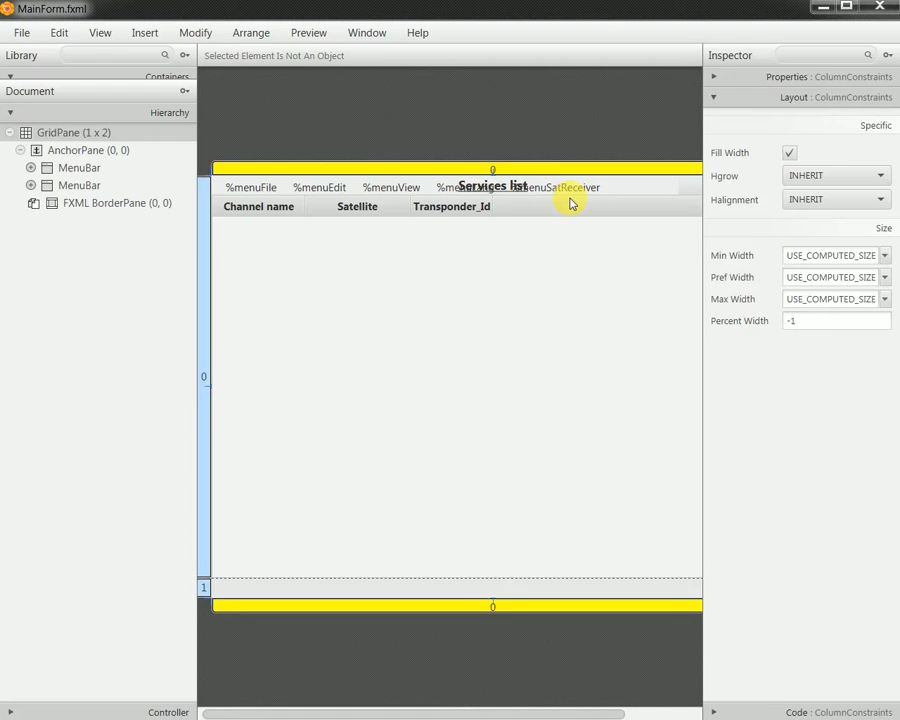 MainForm.fxml
File Edit View Insert Modify Arrange Preview Window Help
Library
Containers
Document
Hierarchy
GridPane (1 x 2)
AnchorPane (0, 0)
MenuBar
MenuBar
FXML BorderPane (0, 0)
Controller
Selected Element Is Not An Object
0
%menuFile %menuEdit %menuView Services list %menuSatReceiver
Channel name Satellite Transponder_Id
0
1
0
Inspector
Properties : ColumnConstraints
Layout : ColumnConstraints
Specific
Fill Width
Hgrow INHERIT
Halignment INHERIT
Size
Min Width USE_COMPUTED_SIZE
Pref Width USE_COMPUTED_SIZE
Max Width USE_COMPUTED_SIZE
Percent Width -1
Code : ColumnConstraints